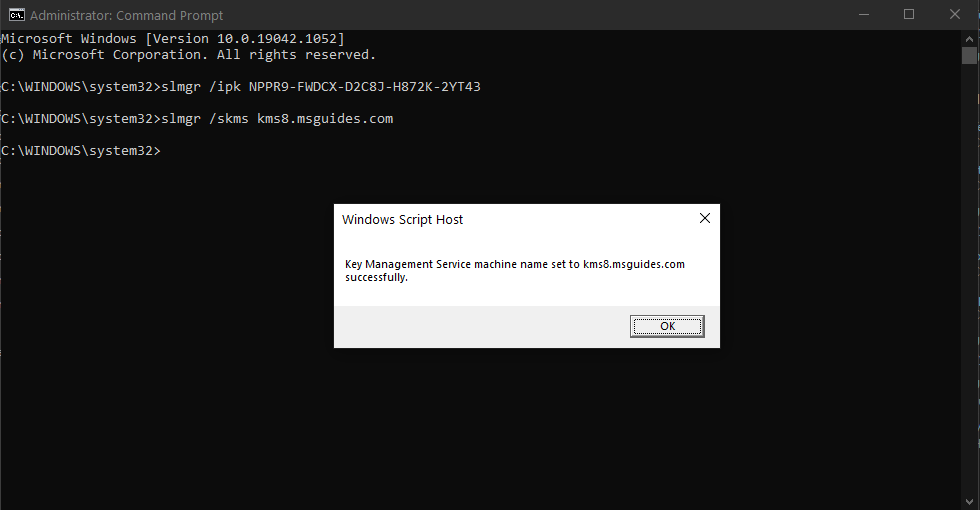 Administrator: Command Prompt
Microsoft Windows [Version 10.0.19042.1052]
(c) Microsoft Corporation. All rights reserved.
C:\WINDOWS\system32>slmgr /ipk NPPR9-FWDCX-D2C8J-H872K-2YT43
C:\WINDOWS\system32>slmgr /skms kms8.msguides.com
C:\WINDOWS\system32>
Windows Script Host
Key Management Service machine name set to kms8.msguides.com
successfully.
OK